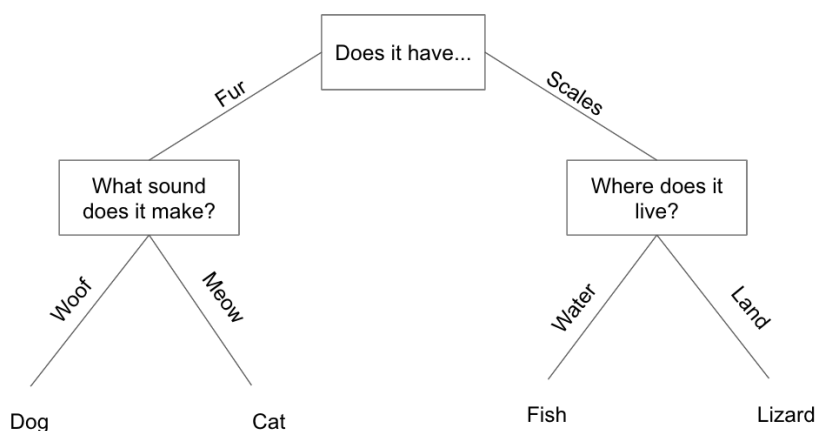 Does it have...
Fur
Scales
What sound
does it make?
Where does it
live?
Woof
Meow
Water
Land
Dog
Cat
Fish
Lizard